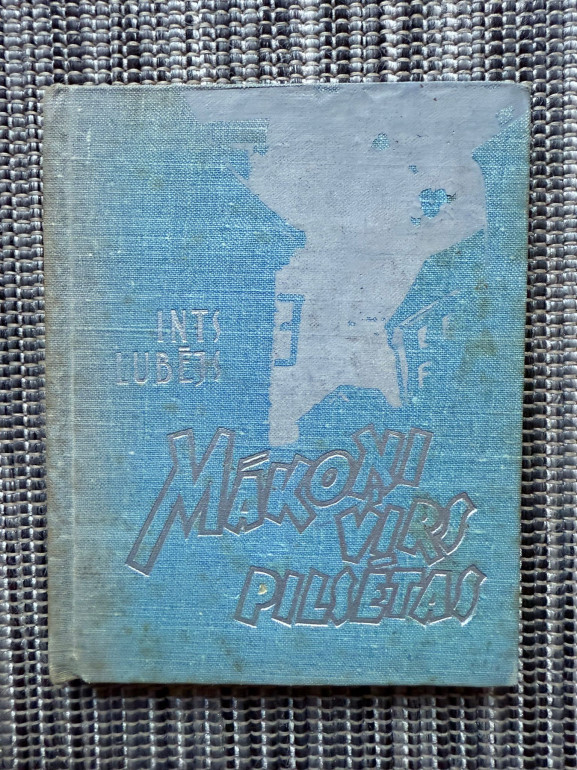 INTS
LUBĒJS
MĀKOŅI
VIRS
PILSĒTAS